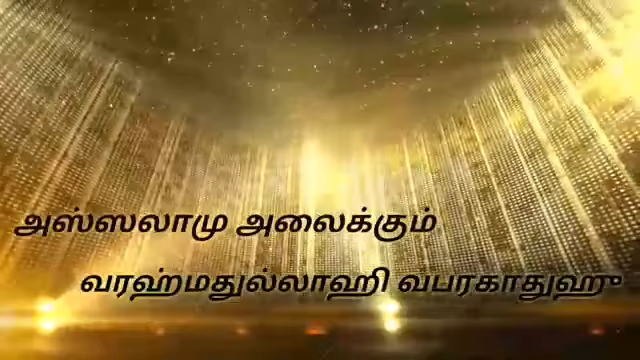 அஸ்ஸலாமு அலைக்கும்
வரஹ்மதுல்லாஹி வபரகாதுஹு